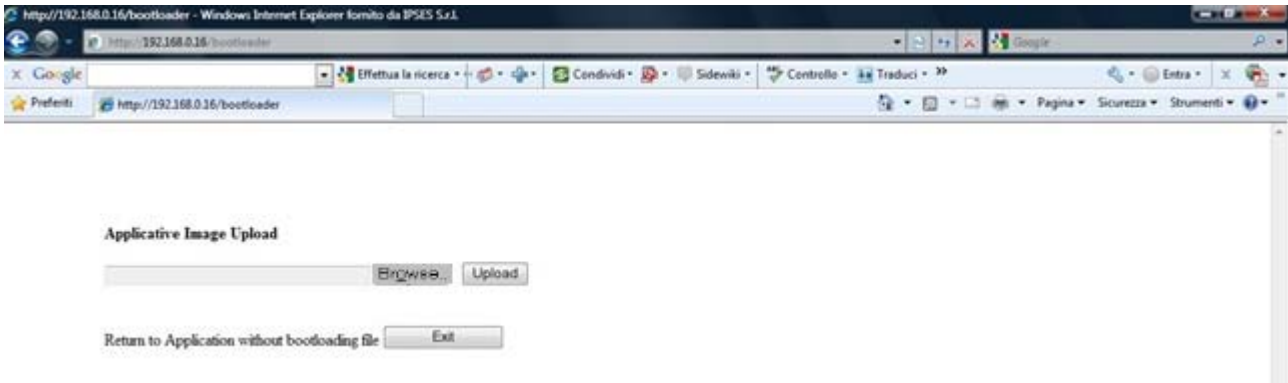 http://192.168.0.16/bootloader - Windows Internet Explorer fornito da IPSES S.r.l.
http://192.168.0.16/bootloader
Google
x Google
Effettua la ricerca
Condividi
Sidewiki
Controllo
Traduci
Entra
Preferiti
http://192.168.0.16/bootloader
Pagina
Sicurezza
Strumenti
Applicative Image Upload
Browse... Upload
Return to Application without bootloading file Exit